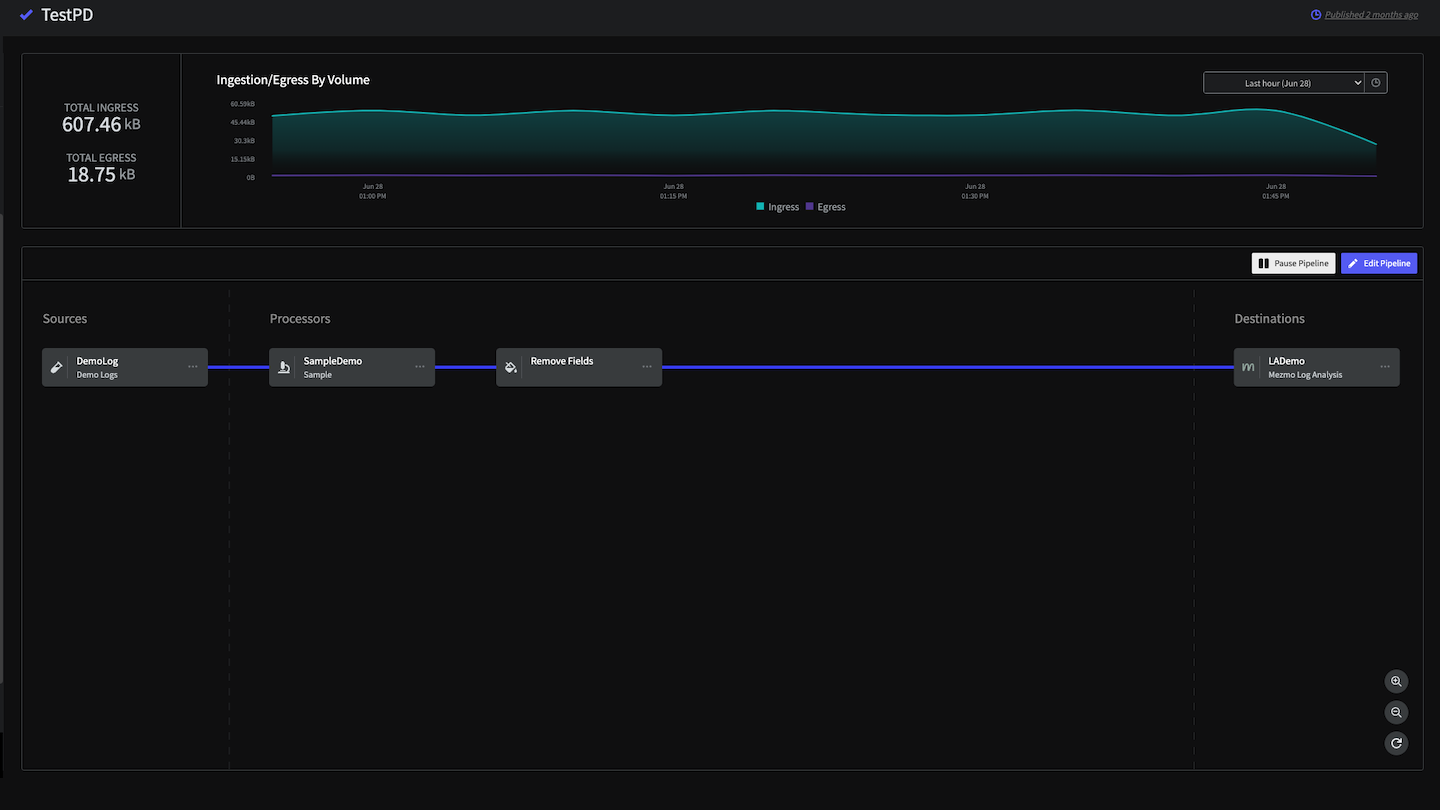 TestPD
Published 2 months ago
TOTAL INGRESS
607.46 kB
TOTAL EGRESS
18.75 kB
Ingestion/Egress By Volume
Last hour (Jun 28)
60.59kB
45.44kB
30.3kB
15.15kB
0B
Jun 28
01:00 PM
Jun 28
01:15 PM
Jun 28
01:30 PM
Jun 28
01:45 PM
Ingress
Egress
Pause Pipeline
Edit Pipeline
Sources
Processors
Destinations
DemoLog
Demo Logs
SampleDemo
Sample
Remove Fields
LADemo
Mezmo Log Analysis